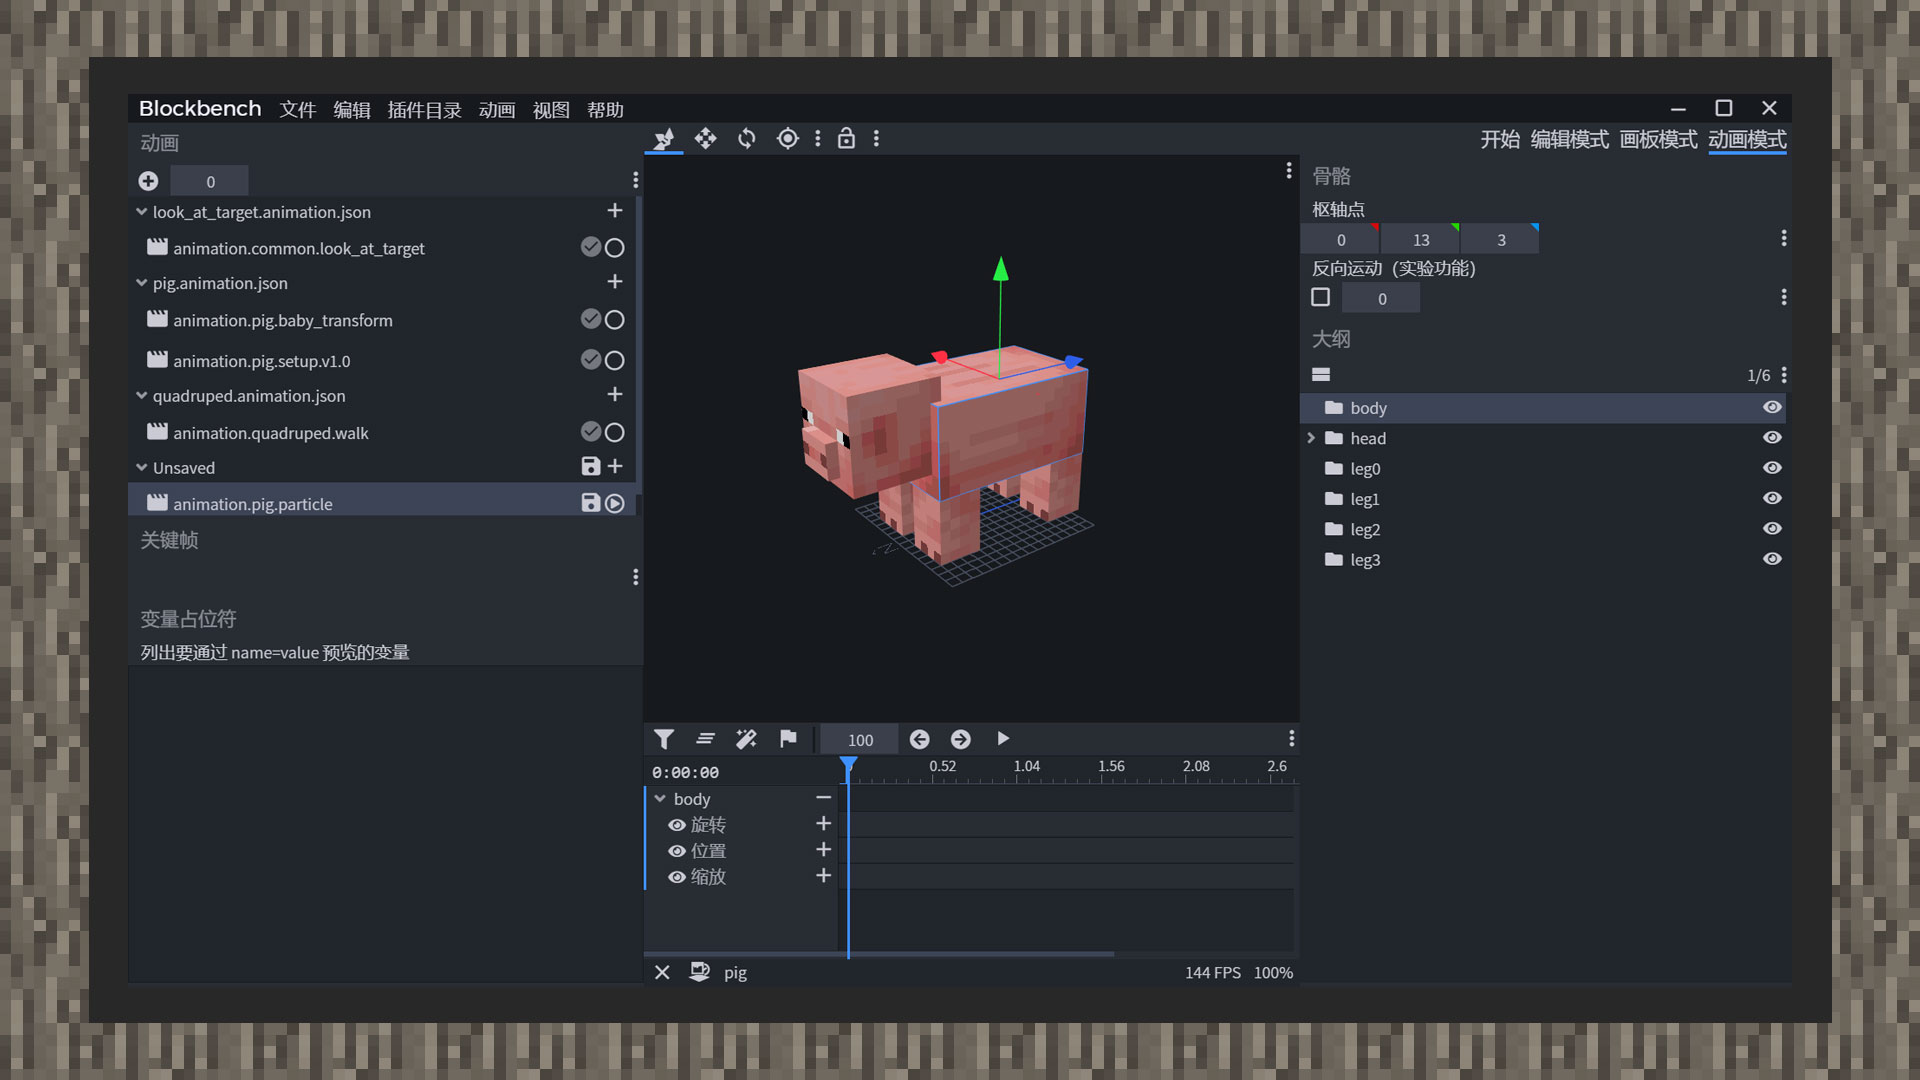 Blockbench 文件 编辑 插件目录 动画 视图 帮助
动画
开始 编辑模式 画板模式 动画模式
0
look_at_target.animation.json
animation.common.look_at_target
pig.animation.json
animation.pig.baby_transform
animation.pig.setup.v1.0
quadruped.animation.json
animation.quadruped.walk
Unsaved
animation.pig.particle
关键帧
变量占位符
列出要通过 name=value 预览的变量
100
0:00:00
0.52 1.04 1.56 2.08 2.6
body
旋转
位置
缩放
pig
144 FPS 100%
骨骼
枢轴点
0 13 3
反向运动（实验功能）
0
大纲
1/6
body
head
leg0
leg1
leg2
leg3